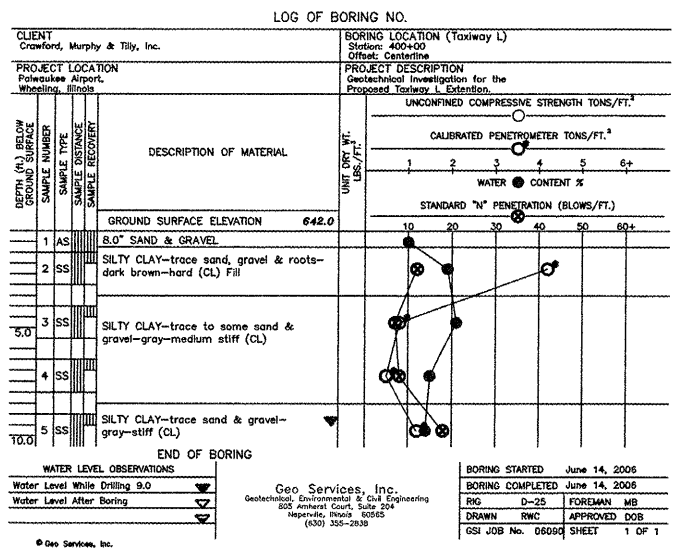 LOG OF BORING NO.
CLIENT
Crawford, Murphy & Tilly, Inc.
BORING LOCATION (Taxiway L)
Station: 400+00
Offset: Centerline
PROJECT LOCATION
Palwaukee Airport,
Wheeling, Illinois
PROJECT DESCRIPTION
Geotechnical Investigation for the
Proposed Taxiway L Extention.
DEPTH (ft.) BELOW
GROUND SURFACE
SAMPLE NUMBER
SAMPLE TYPE
SAMPLE DISTANCE
SAMPLE RECOVERY
DESCRIPTION OF MATERIAL
UNIT DRY WT.
LBS./FT.³
UNCONFINED COMPRESSIVE STRENGTH TONS/FT.²
CALIBRATED PENETROMETER TONS/FT.²
1 2 3 4 5 6+
WATER CONTENT %
STANDARD "N" PENETRATION (BLOWS/FT.)
GROUND SURFACE ELEVATION 642.0
10 20 30 40 50 60+
1 AS 8.0" SAND & GRAVEL
2 SS SILTY CLAY-trace sand, gravel & roots-
dark brown-hard (CL) Fill
5.0 3 SS SILTY CLAY-trace to some sand &
gravel-gray-medium stiff (CL)
4 SS
10.0 5 SS SILTY CLAY-trace sand & gravel-
gray-stiff (CL)
END OF BORING
WATER LEVEL OBSERVATIONS
Water Level While Drilling 9.0
Water Level After Boring
Geo Services, Inc.
Geotechnical, Environmental & Civil Engineering
805 Amherst Court, Suite 204
Naperville, Illinois 60565
(630) 355-2838
BORING STARTED June 14, 2006
BORING COMPLETED June 14, 2006
RIG D-25 FOREMAN MB
DRAWN RWC APPROVED DOB
GSI JOB No. 06090 SHEET 1 OF 1
© Geo Services, Inc.